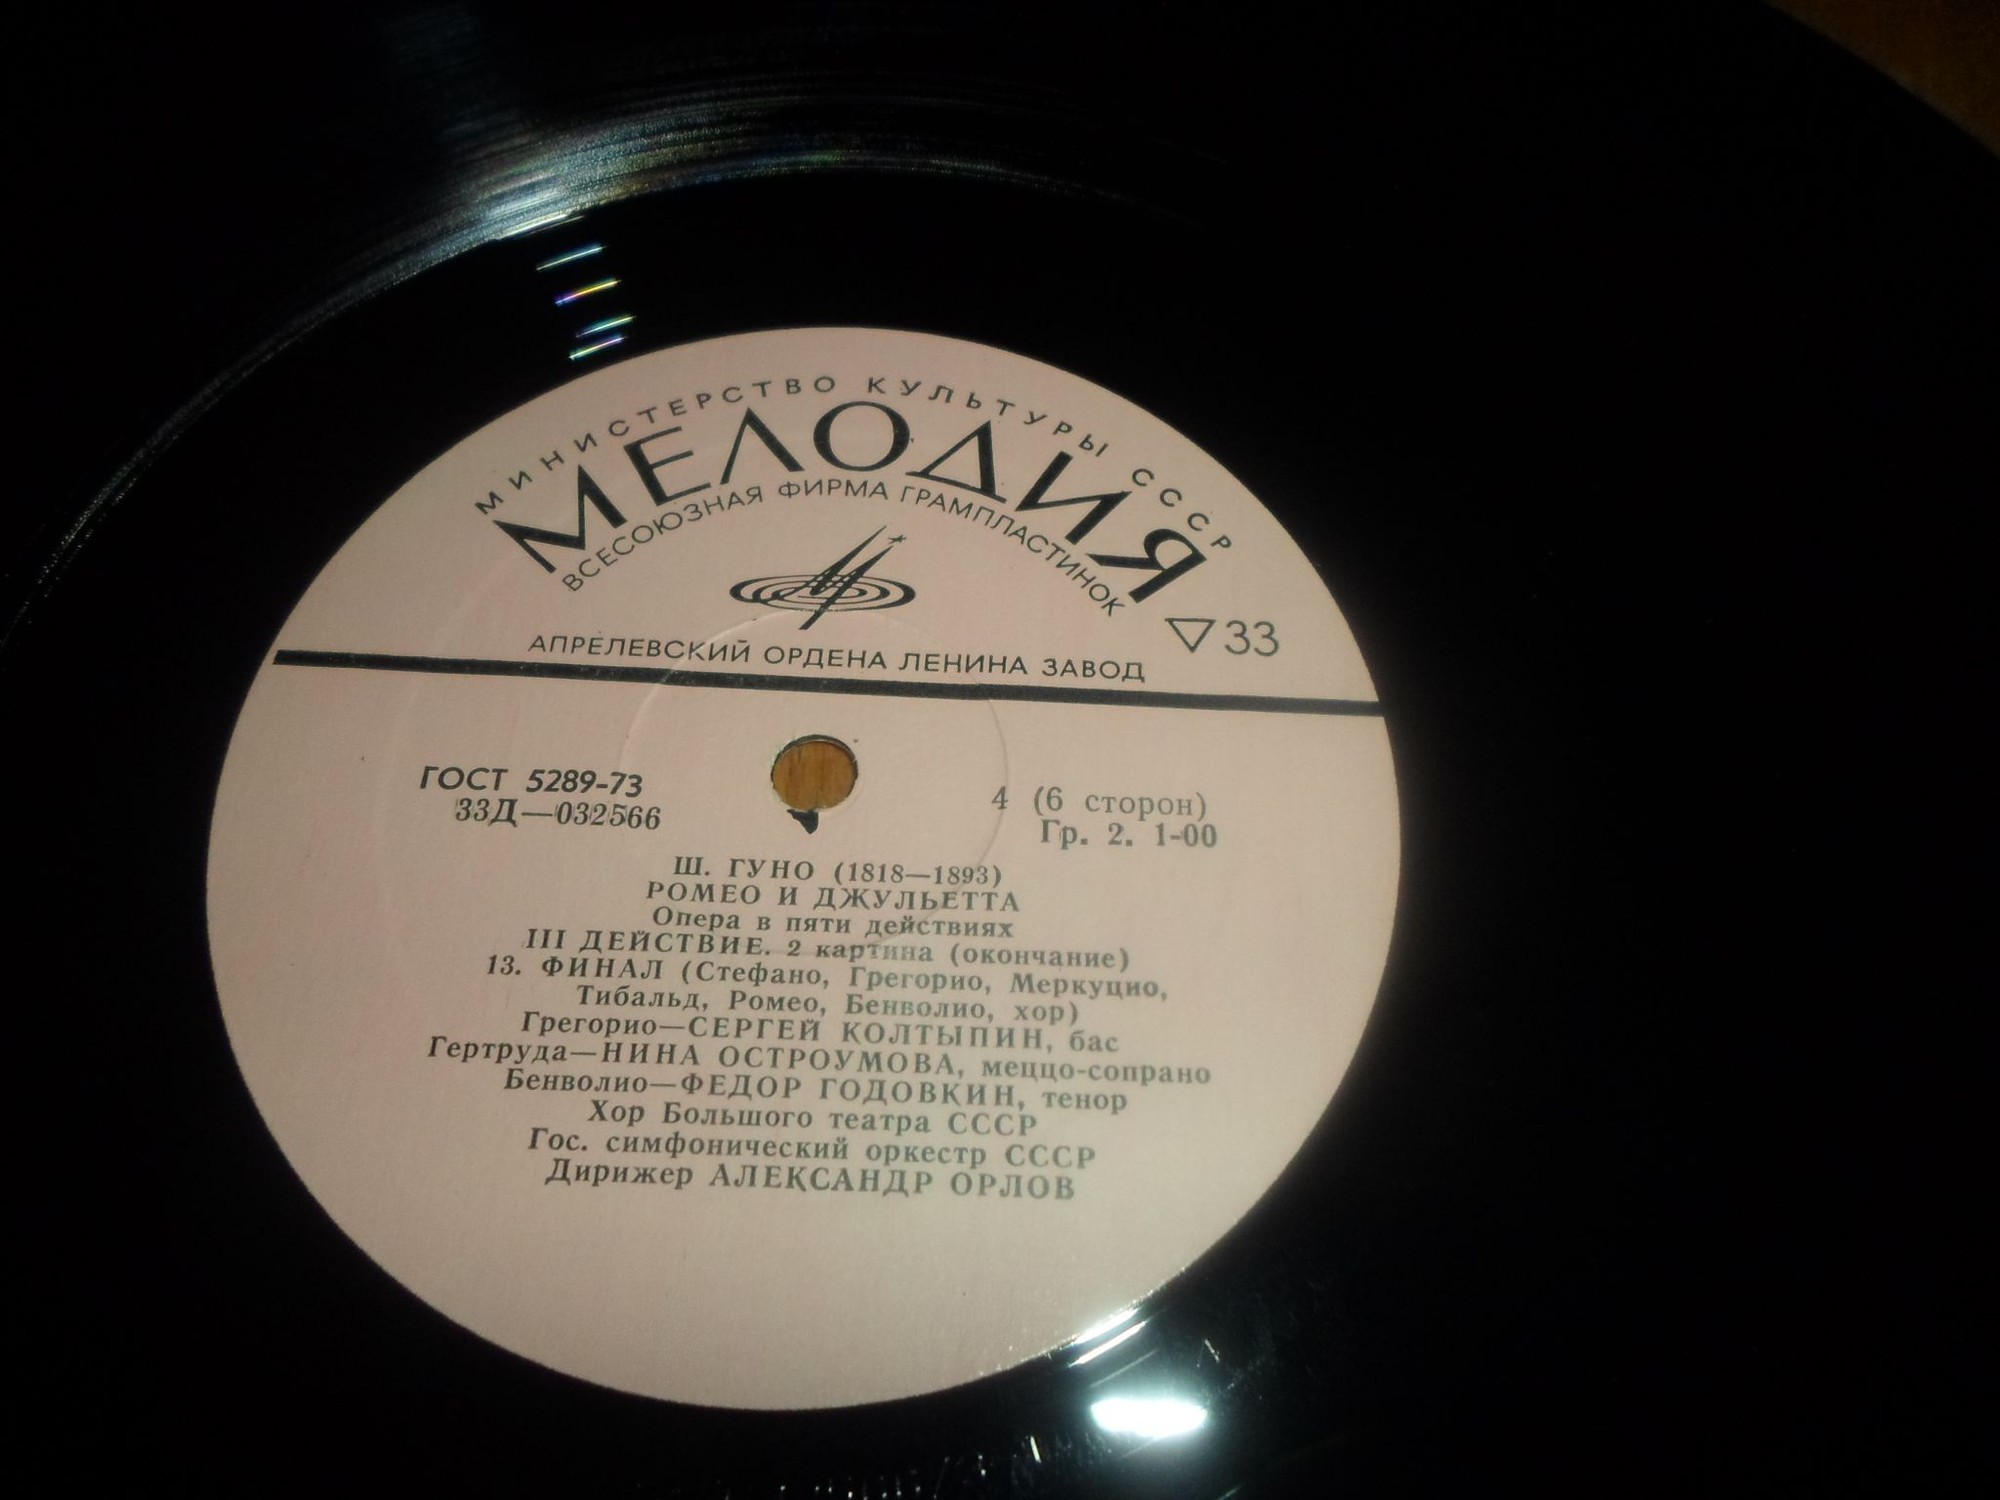 МИНИСТЕРСТВО КУЛЬТУРЫ СССР
МЕЛОДИЯ
ВСЕСОЮЗНАЯ ФИРМА ГРАМПЛАСТИНОК
▽33
АПРЕЛЕВСКИЙ ОРДЕНА ЛЕНИНА ЗАВОД
ГОСТ 5289-73
33Д—032566
4 (6 сторон)
Гр. 2. 1-00
Ш. ГУНО (1818—1893)
РОМЕО И ДЖУЛЬЕТТА
Опера в пяти действиях
III ДЕЙСТВИЕ. 2 картина (окончание)
13. ФИНАЛ (Стефано, Грегорио, Меркуцио,
Тибальд, Ромео, Бенволио, хор)
Грегорио—СЕРГЕЙ КОЛТЫПИН, бас
Гертруда—НИНА ОСТРОУМОВА, меццо-сопрано
Бенволио—ФЕДОР ГОДОВКИН, тенор
Хор Большого театра СССР
Гос. симфонический оркестр СССР
Дирижер АЛЕКСАНДР ОРЛОВ